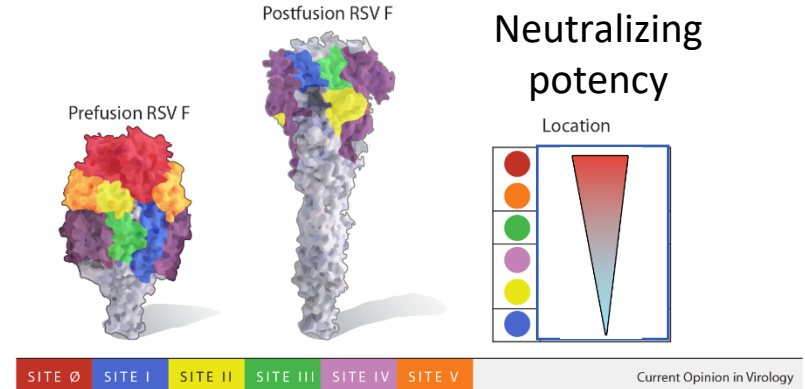 Postfusion RSV F
Neutralizing
potency
Prefusion RSV F
Location
SITE Ø SITE I SITE II SITE III SITE IV SITE V
Current Opinion in Virology